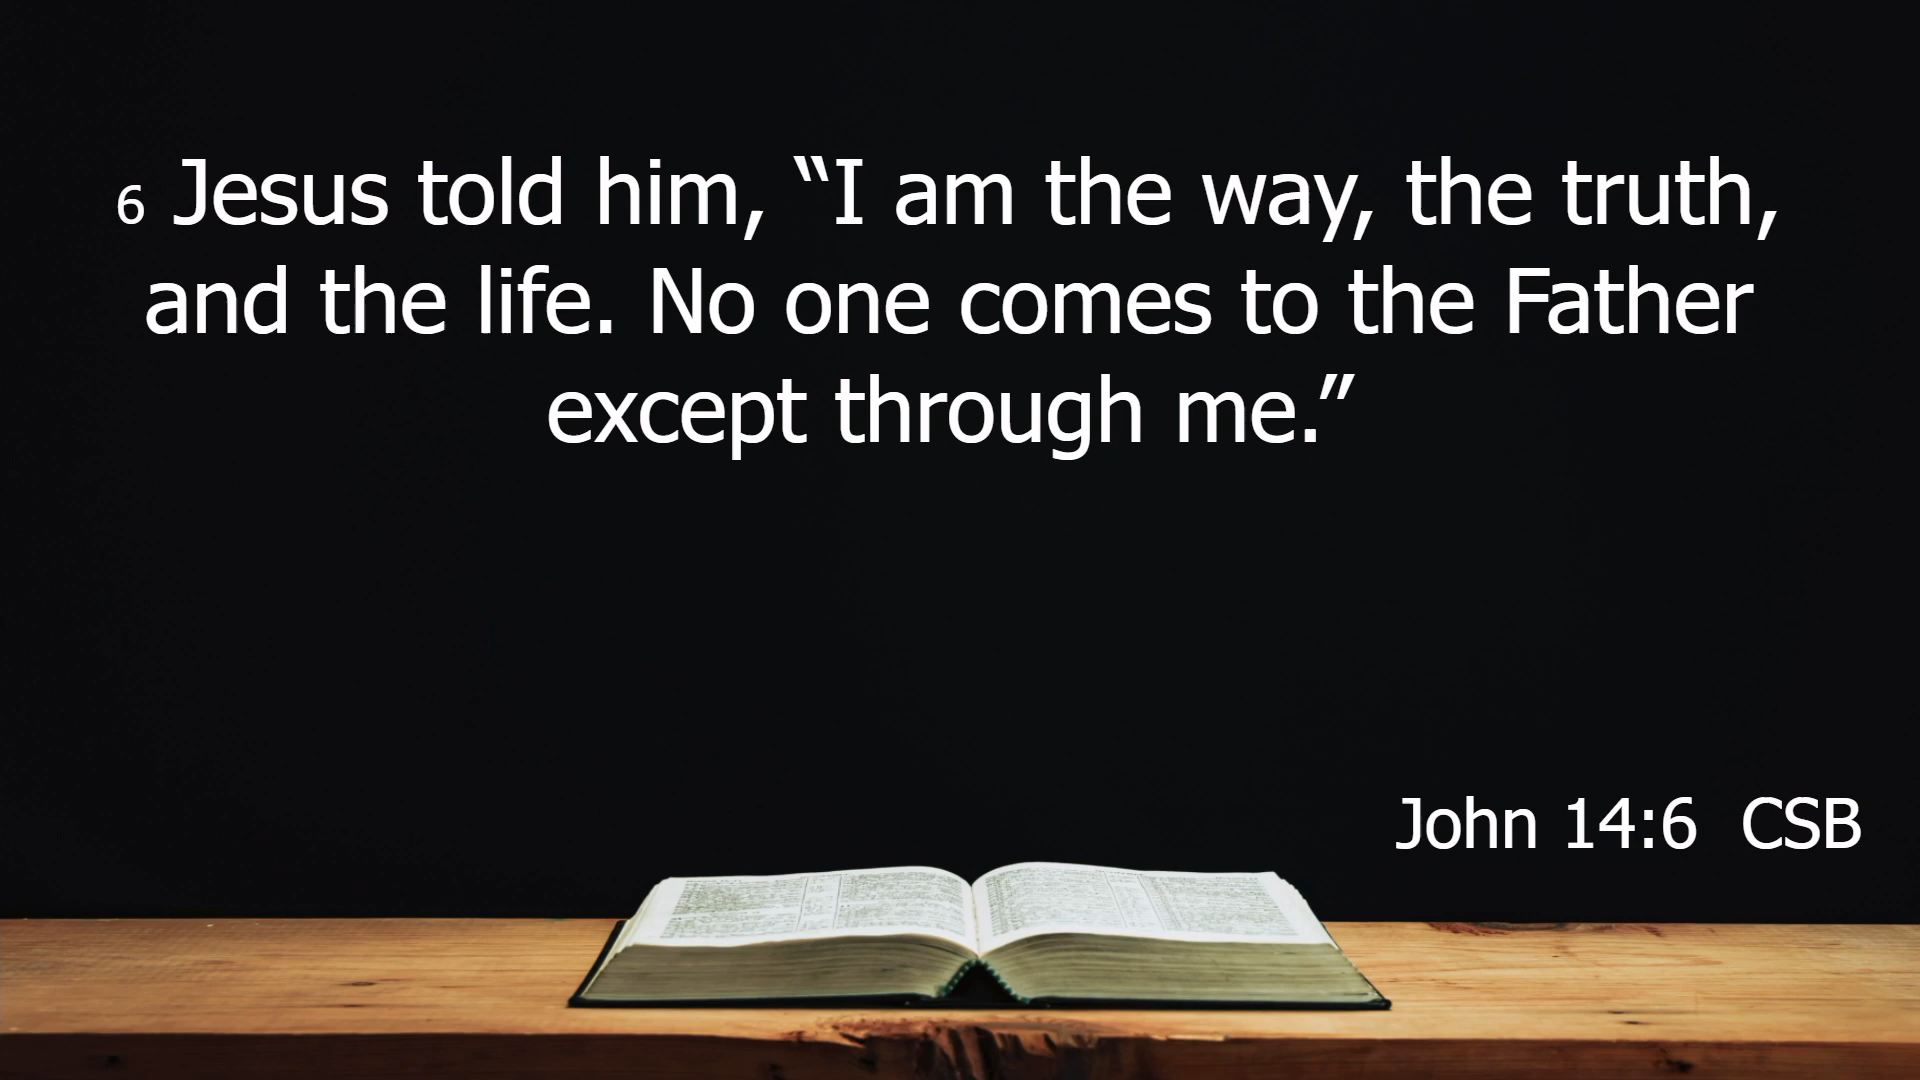 6 Jesus told him, “I am the way, the truth,
and the life. No one comes to the Father
except through me.”
John 14:6  CSB